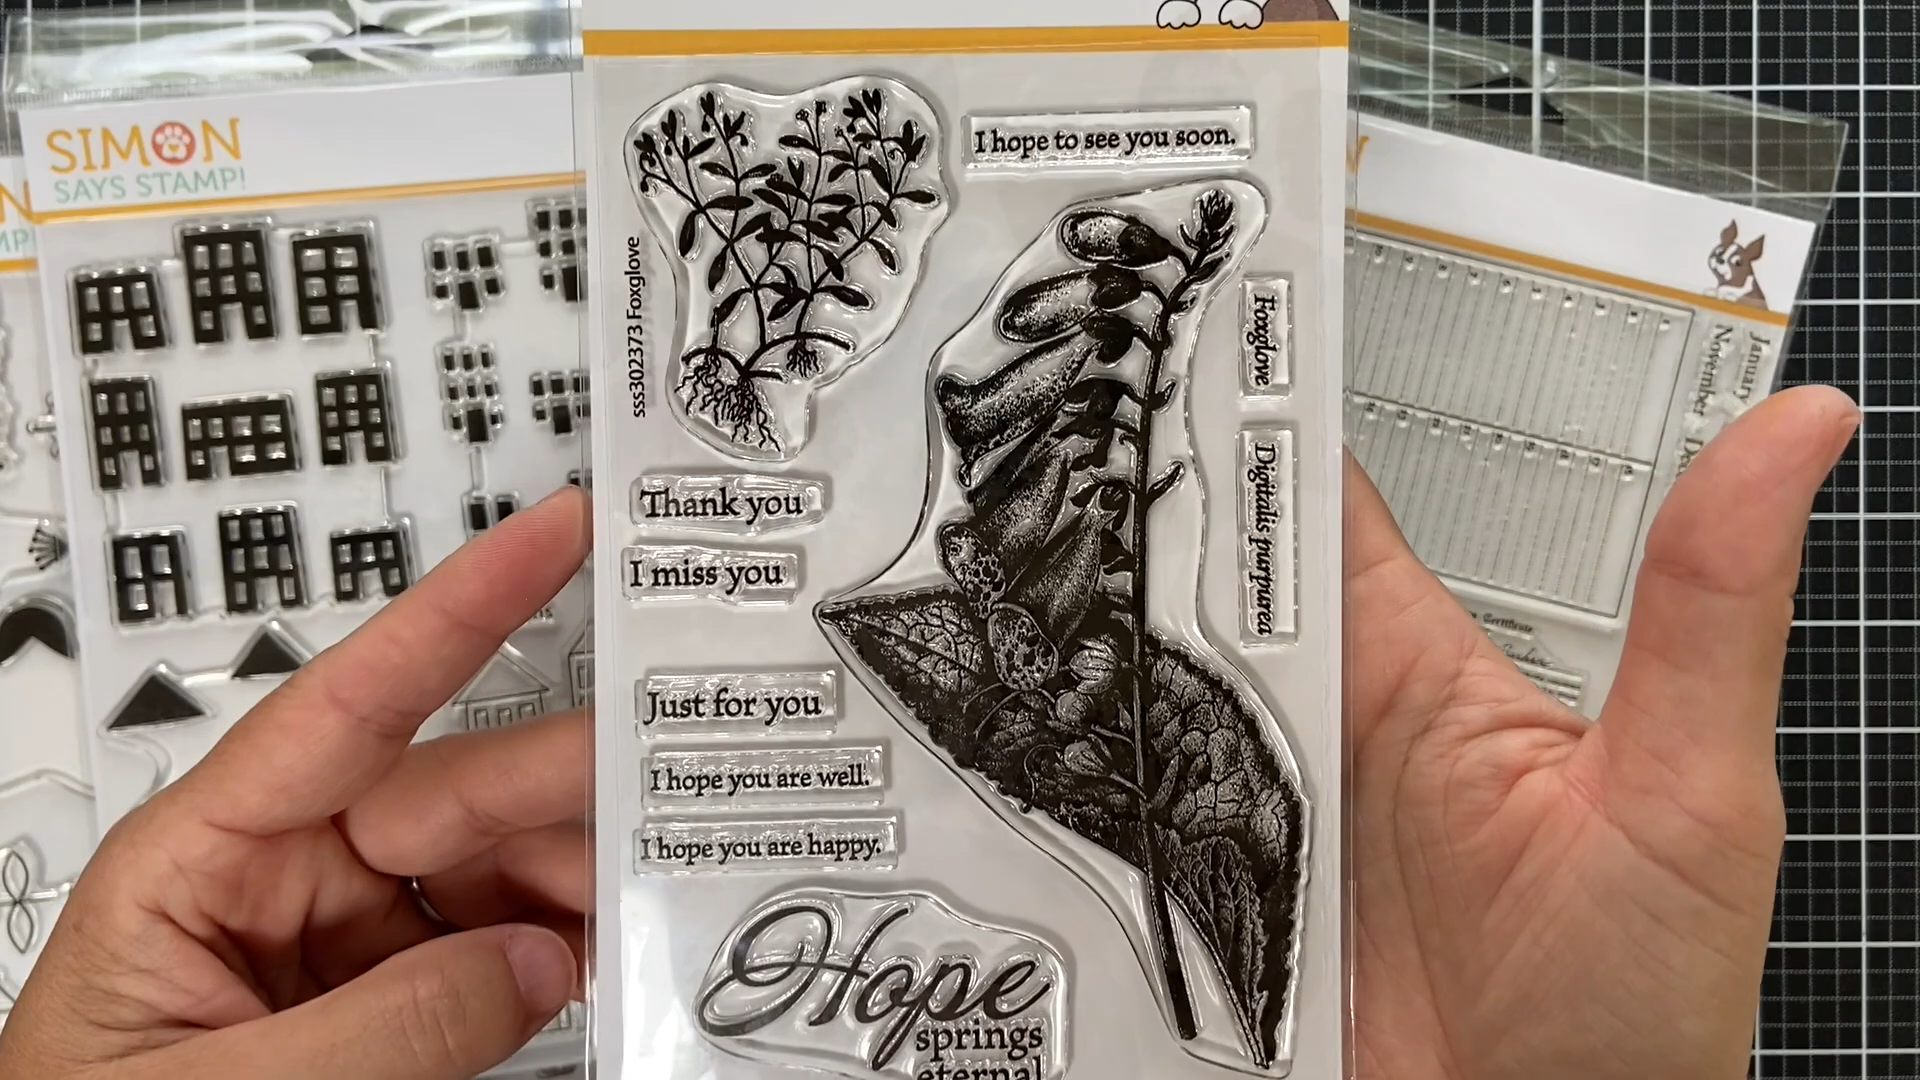 SIMON
SAYS STAMP!
I hope to see you soon.
sss302373 Foxglove
Foxglove
Digitalis purpurea
Thank you
I miss you
Just for you
I hope you are well.
I hope you are happy.
Hope
springs
eternal
January
November
Certificate